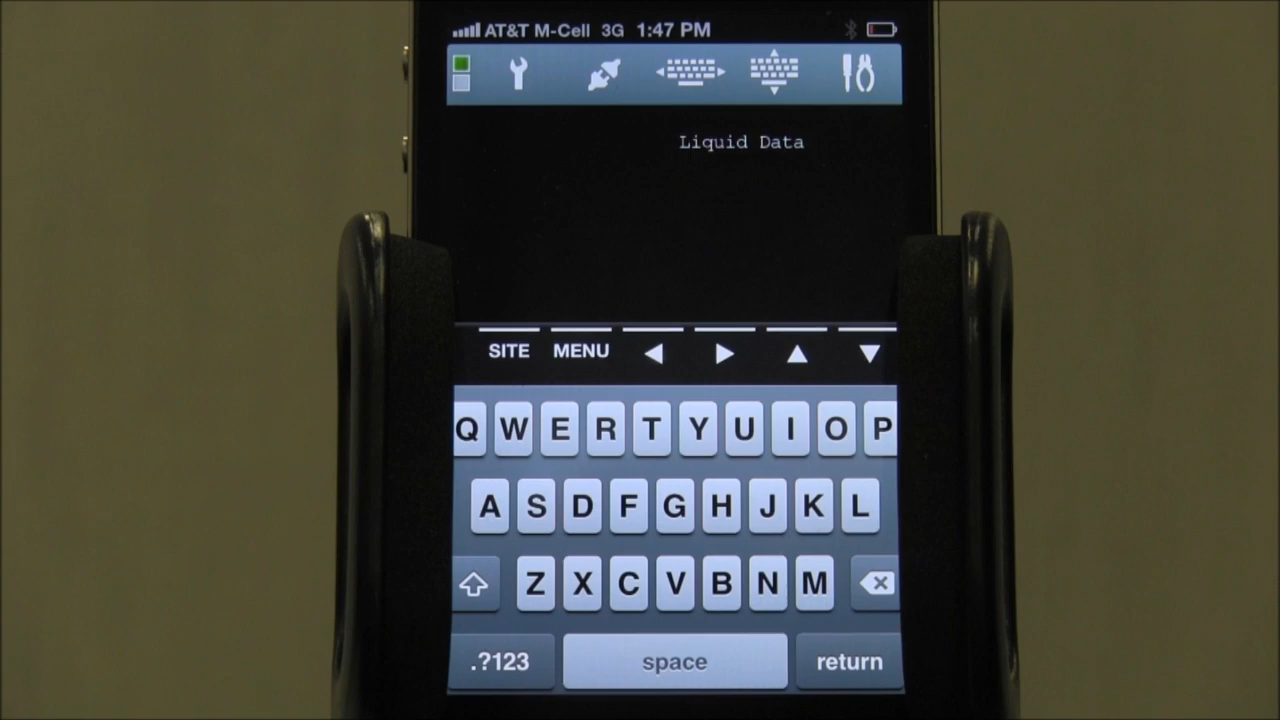 AT&T M-Cell 3G 1:47 PM
Liquid Data
SITE MENU
Q W E R T Y U I O P
A S D F G H J K L
Z X C V B N M
.?123 space return